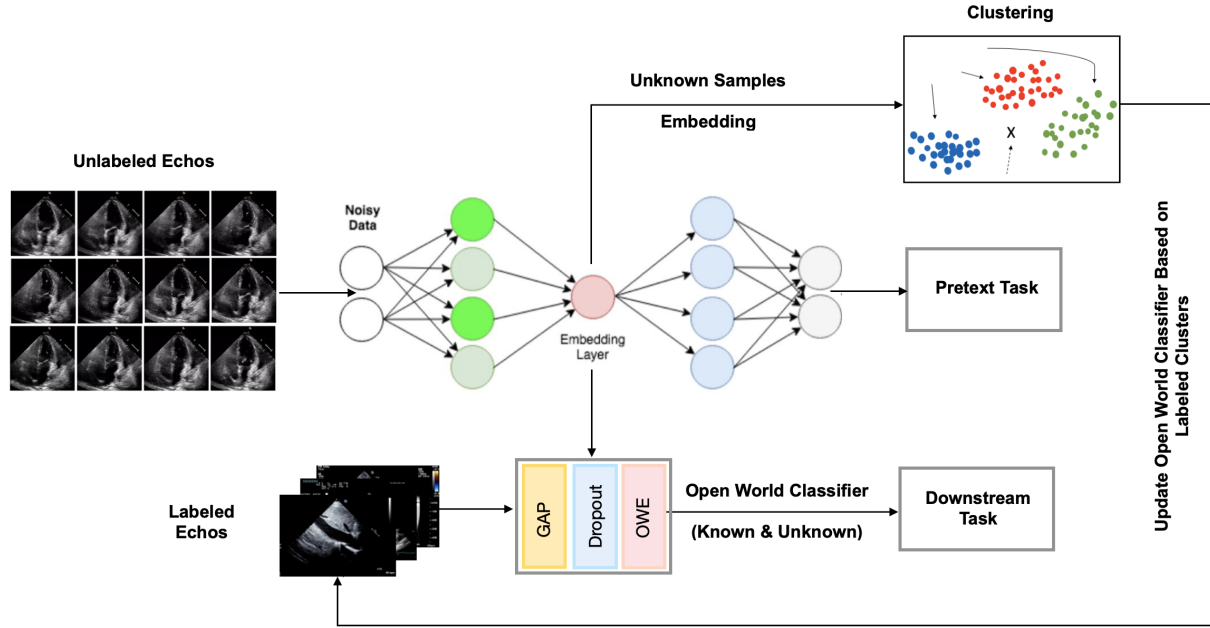 Clustering
Unknown Samples
Embedding
X
Unlabeled Echos
Noisy
Data
Embedding
Layer
Pretext Task
Update Open World Classifier Based on
Labeled Clusters
Labeled
Echos
GAP
Dropout
OWE
Open World Classifier
(Known & Unknown)
Downstream
Task